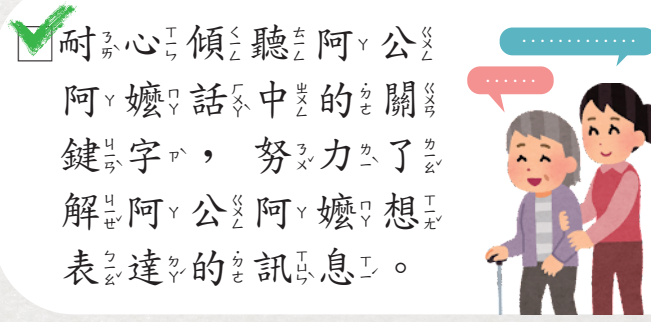 耐心傾聽阿公
阿嬤話中的關
鍵字，努力了
解阿公阿嬤想
表達的訊息。